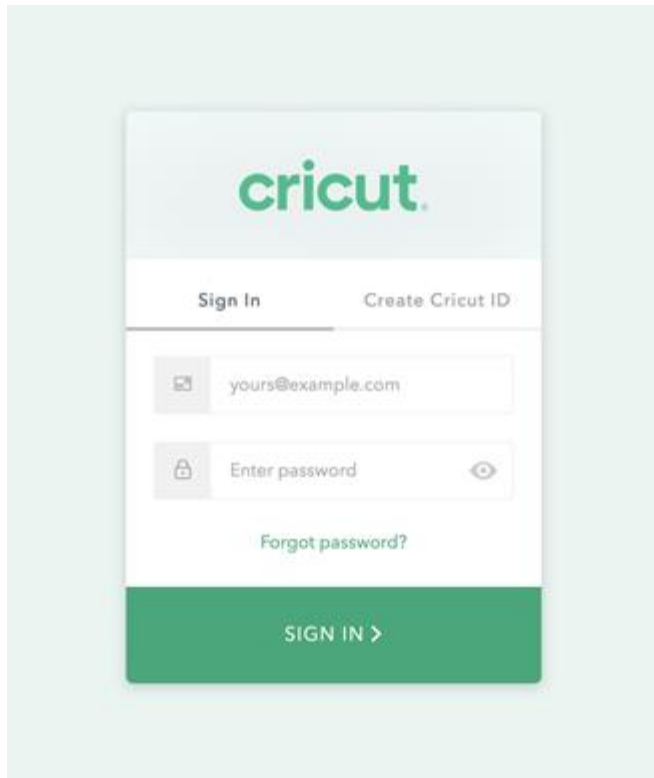 cricut
Sign In Create Cricut ID
yours@example.com
Enter password
Forgot password?
SIGN IN >